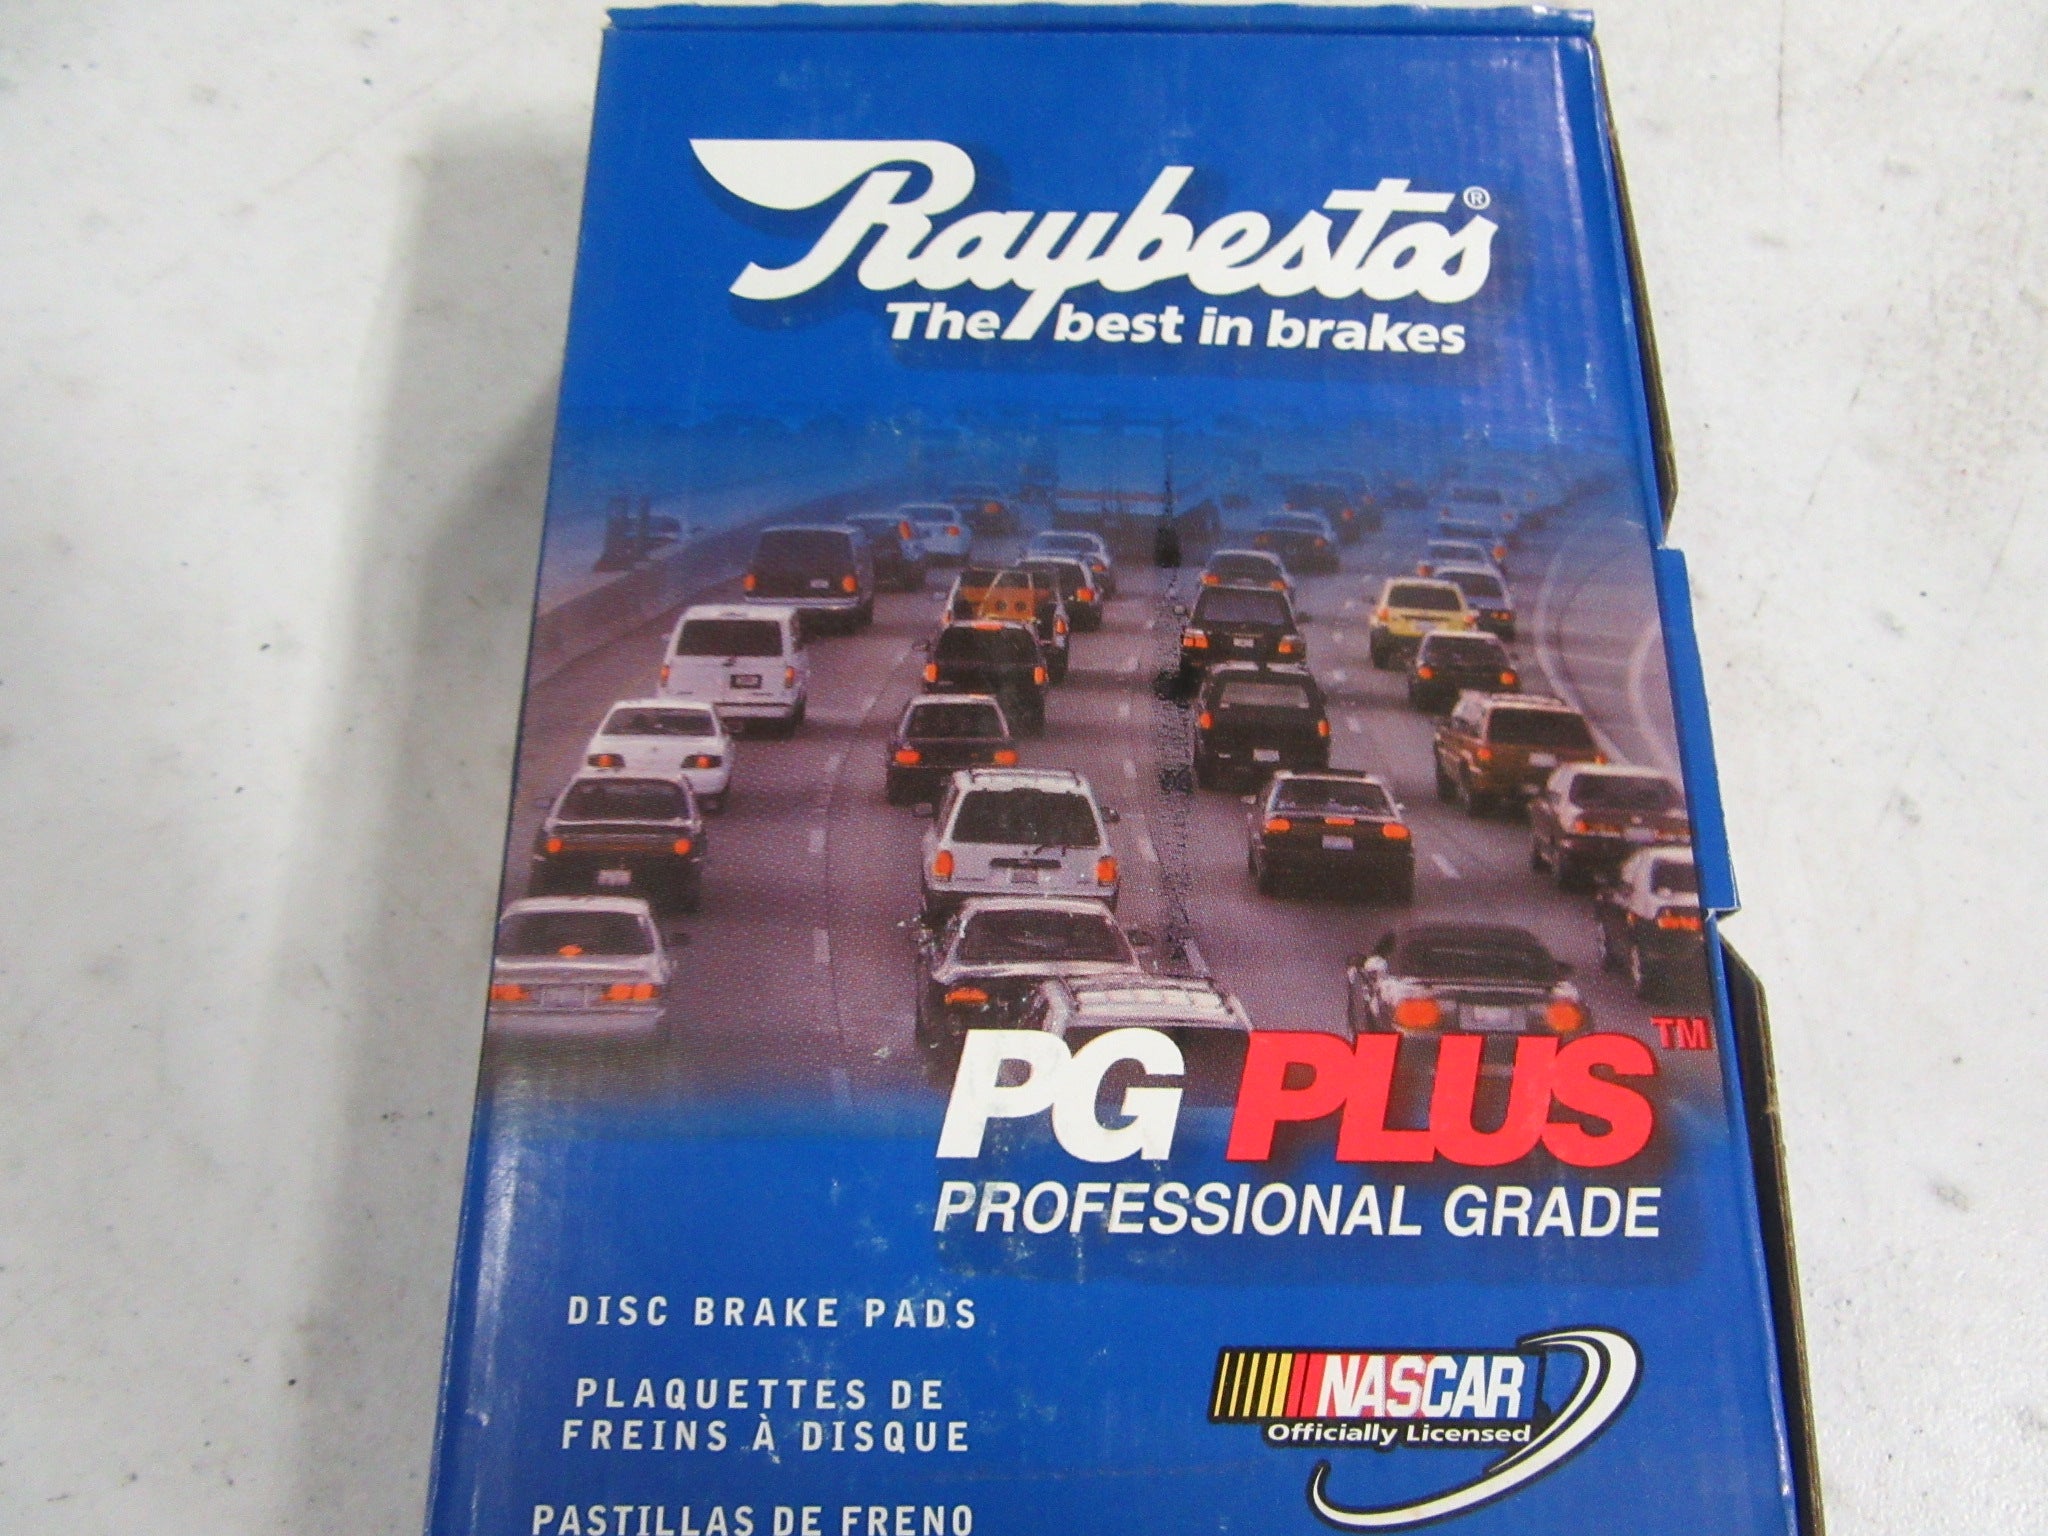 Raybestos®
The best in brakes
PG PLUS™
PROFESSIONAL GRADE
DISC BRAKE PADS
PLAQUETTES DE
FREINS À DISQUE
PASTILLAS DE FRENO
NASCAR
Officially Licensed